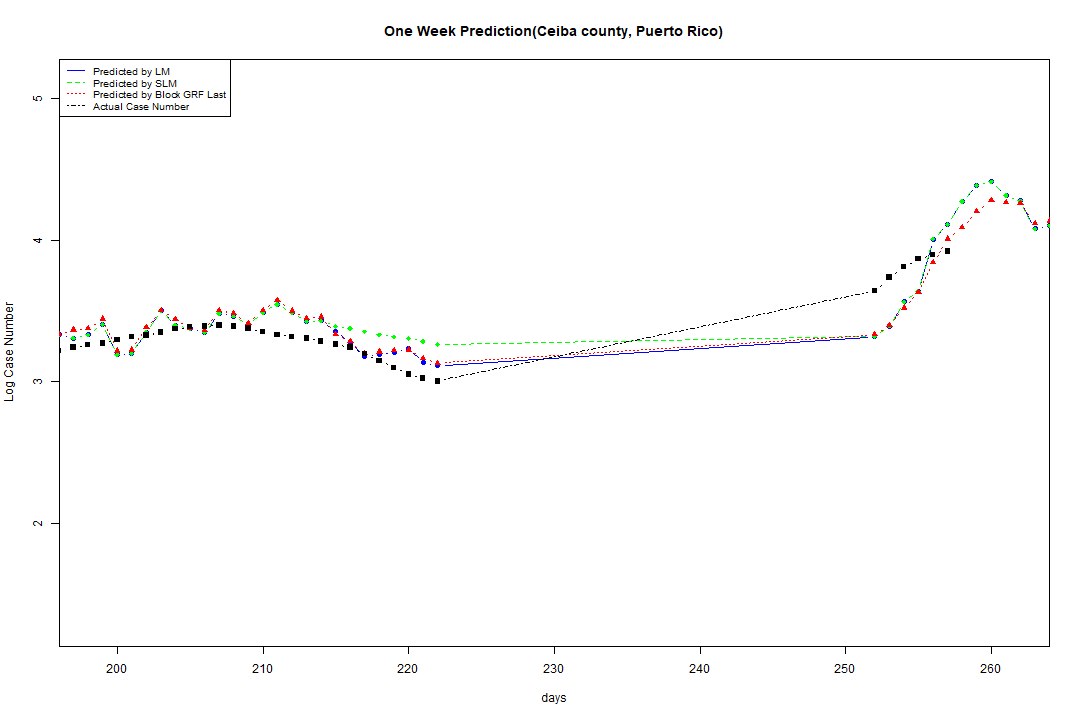 One Week Prediction(Ceiba county, Puerto Rico)
Predicted by LM
Predicted by SLM
Predicted by Block GRF Last
Actual Case Number
5
4
3
2
Log Case Number
200 210 220 230 240 250 260
days